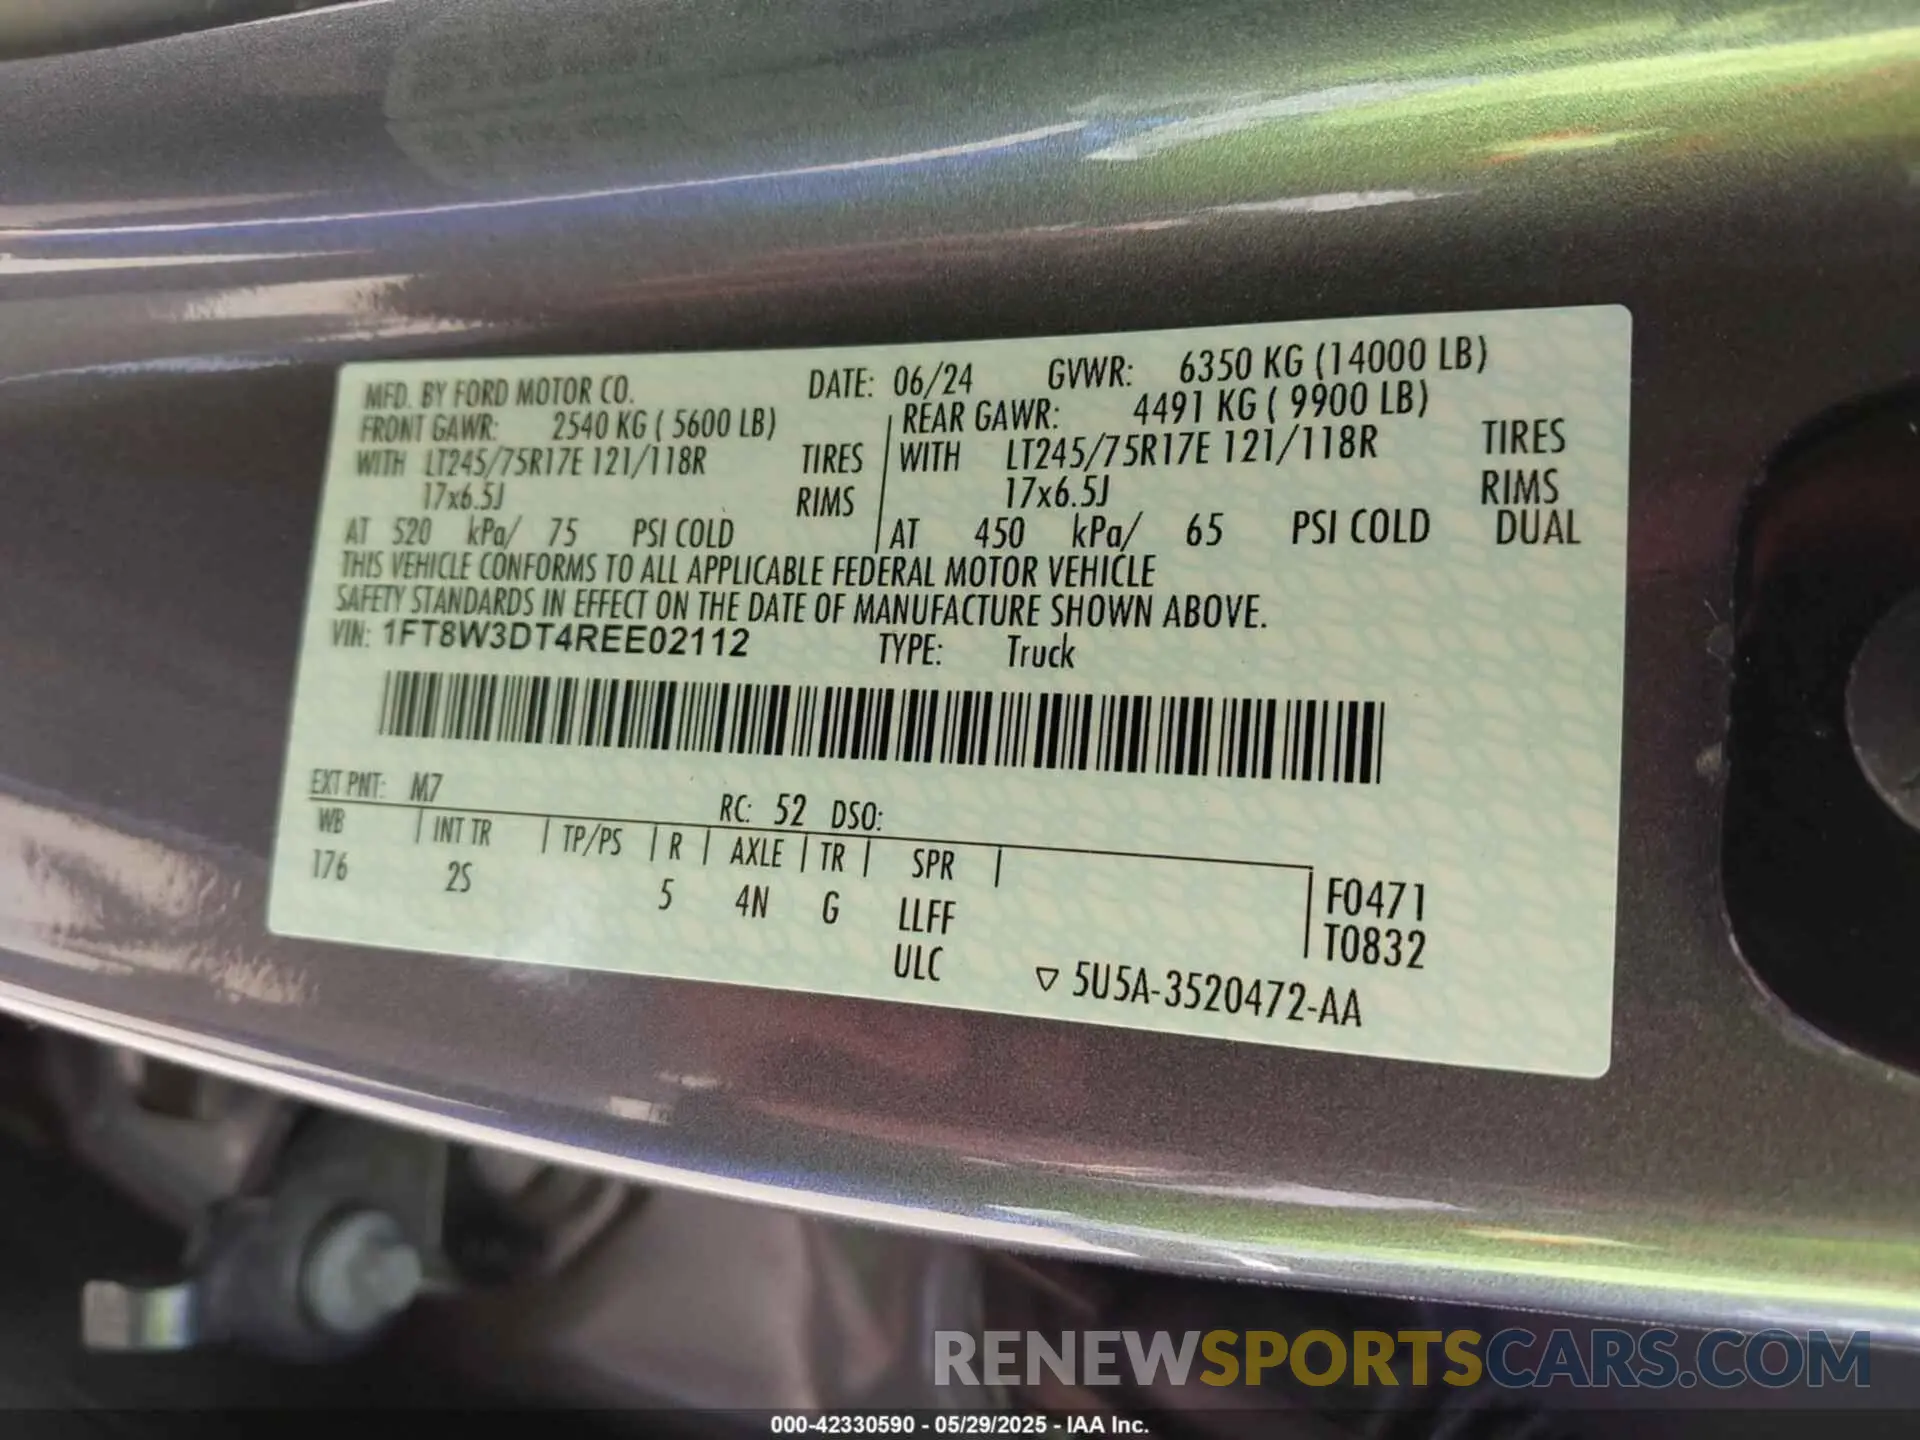 MFD. BY FORD MOTOR CO. DATE: 06/24 GVWR: 6350 KG (14000 LB)
FRONT GAWR: 2540 KG ( 5600 LB) REAR GAWR: 4491 KG ( 9900 LB)
WITH LT245/75R17E 121/118R TIRES WITH LT245/75R17E 121/118R TIRES
17x6.5J RIMS 17x6.5J RIMS
AT 520 kPa/ 75 PSI COLD AT 450 kPa/ 65 PSI COLD DUAL
THIS VEHICLE CONFORMS TO ALL APPLICABLE FEDERAL MOTOR VEHICLE
SAFETY STANDARDS IN EFFECT ON THE DATE OF MANUFACTURE SHOWN ABOVE.
VIN: 1FT8W3DT4REE02112 TYPE: Truck
EXT PNT: M7 RC: 52 DSO:
WB INT TR TP/PS R AXLE TR SPR
176 2S 5 4N G LLFF F0471
ULC T0832
5U5A-3520472-AA
RENEWSPORTSCARS.COM
000-42330590 - 05/29/2025 - IAA Inc.